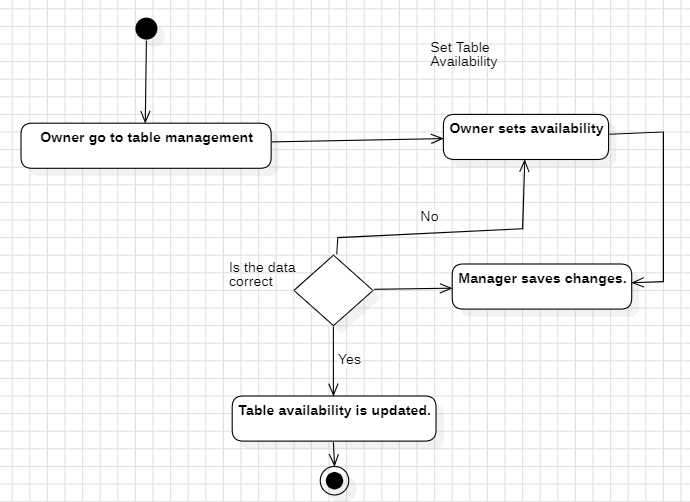 Set Table
Availability
Owner go to table management
Owner sets availability
No
Is the data
correct
Manager saves changes.
Yes
Table availability is updated.